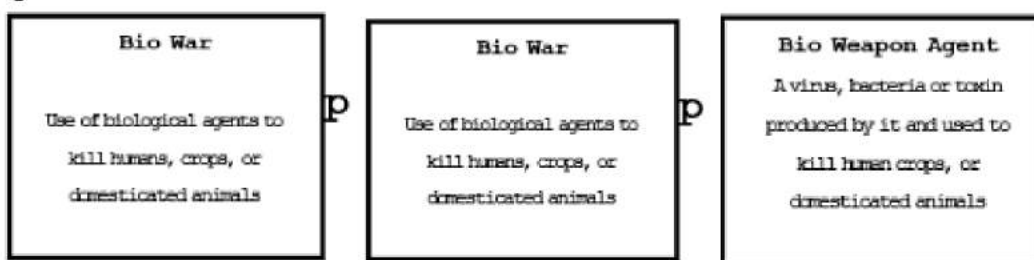 Bio War
Use of biological agents to
kill humans, crops, or
domesticated animals
p
Bio War
Use of biological agents to
kill humans, crops, or
domesticated animals
p
Bio Weapon Agent
A virus, bacteria or toxin
produced by it and used to
kill human crops, or
domesticated animals